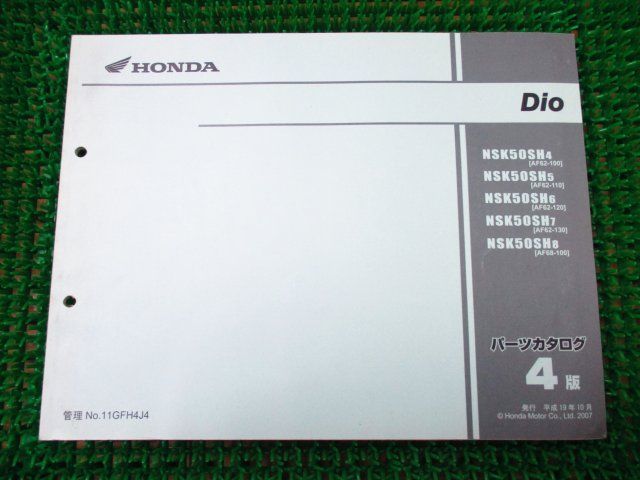 HONDA
Dio
NSK50SH4
[AF62-100]
NSK50SH5
[AF62-110]
NSK50SH6
[AF62-120]
NSK50SH7
[AF62-130]
NSK50SH8
[AF68-100]
パーツカタログ
4版
発行 平成19年10月
© Honda Motor Co., Ltd. 2007
管理 No.11GFH4J4